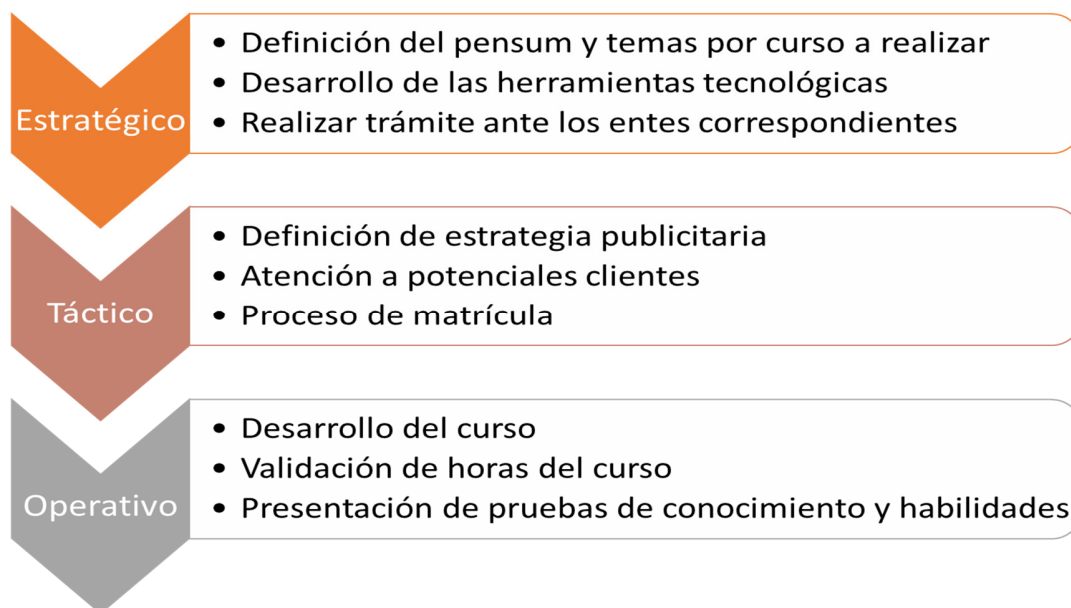 Estratégico
• Definición del pensum y temas por curso a realizar
• Desarrollo de las herramientas tecnológicas
• Realizar trámite ante los entes correspondientes
Táctico
• Definición de estrategia publicitaria
• Atención a potenciales clientes
• Proceso de matrícula
Operativo
• Desarrollo del curso
• Validación de horas del curso
• Presentación de pruebas de conocimiento y habilidades